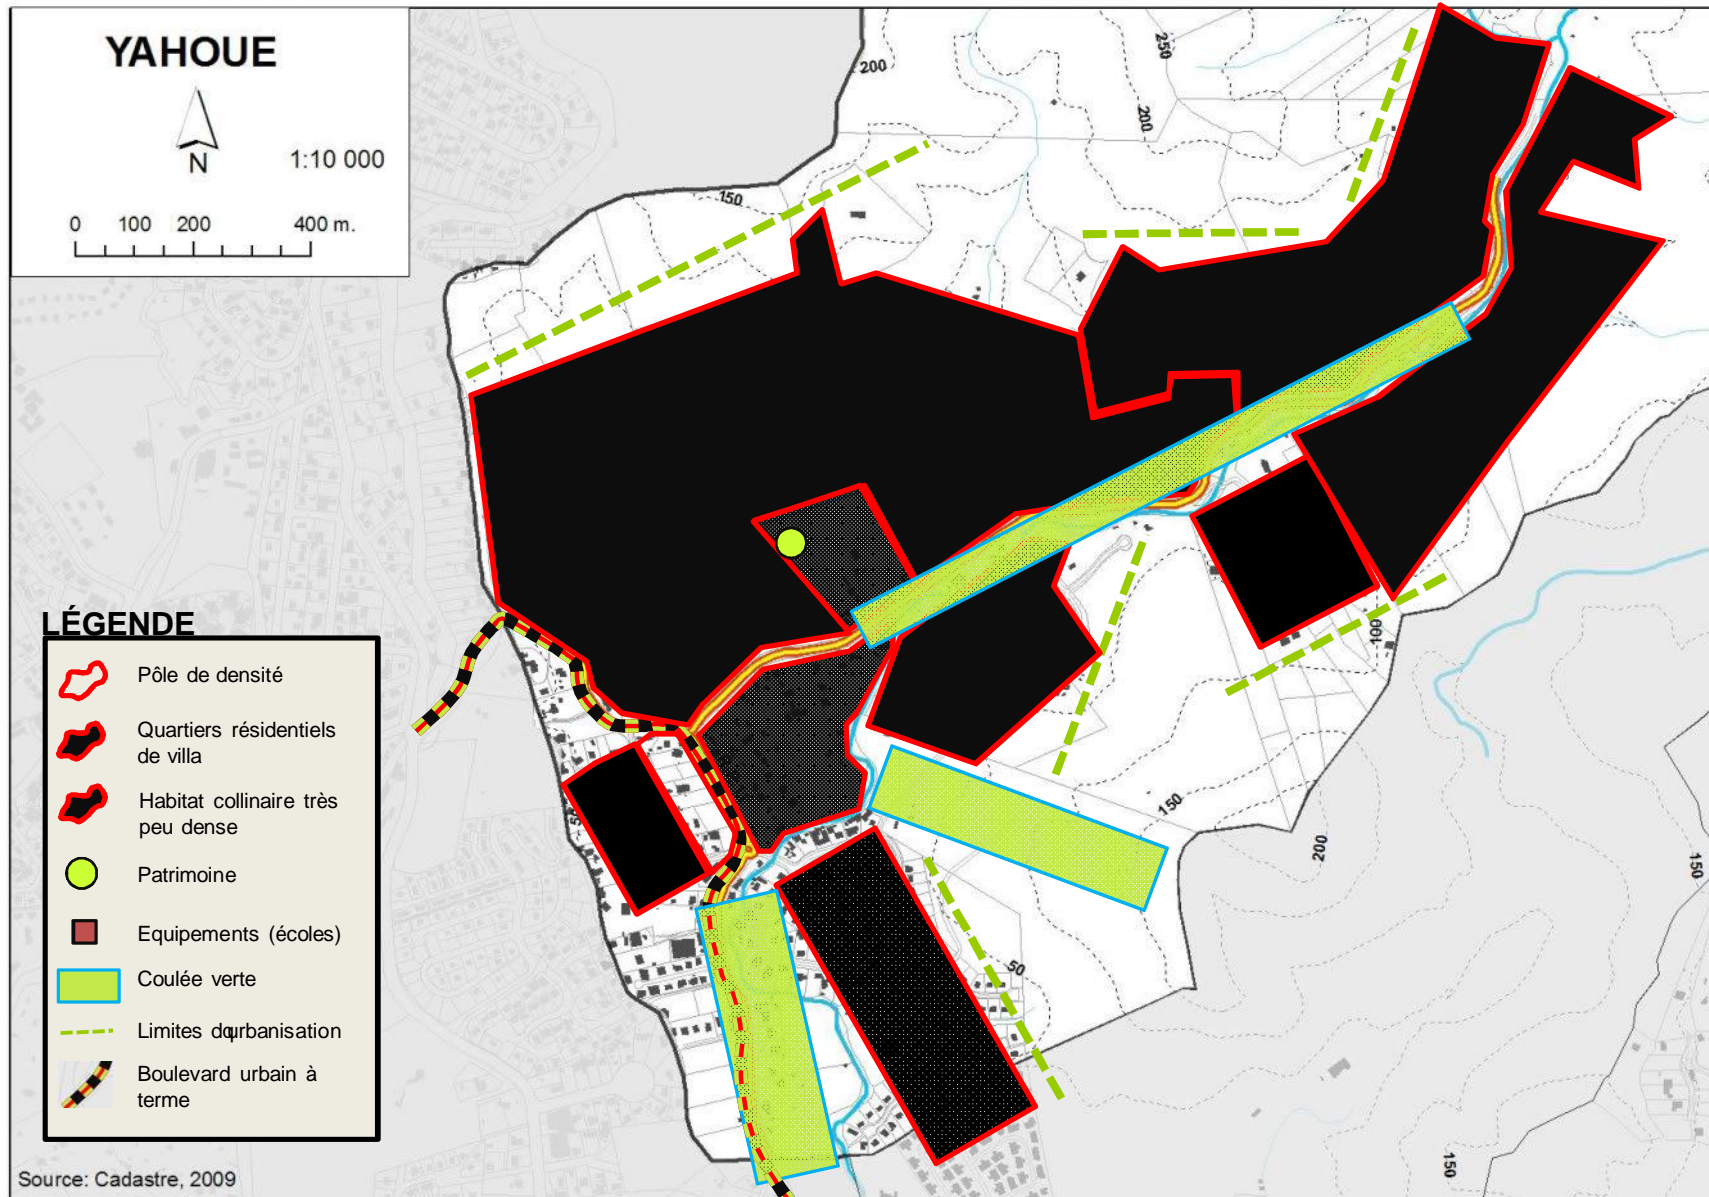 YAHOUE
N
1:10 000
0 100 200 400 m.
200
250
200
150
LÉGENDE
Pôle de densité
Quartiers résidentiels
de villa
Habitat collinaire très
peu dense
Patrimoine
Equipements (écoles)
Coulée verte
Limites doqurbanisation
Boulevard urbain à
terme
100
150
200
150
50
50
150
Source: Cadastre, 2009